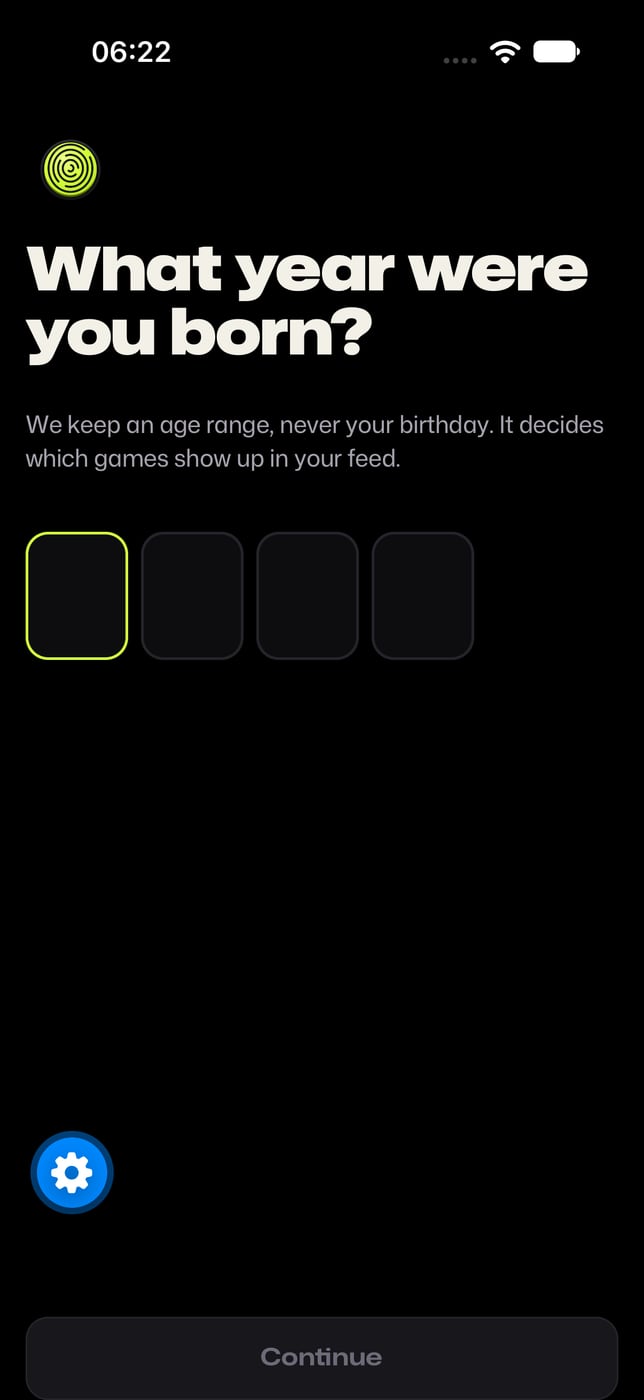 06:22
What year were
you born?
We keep an age range, never your birthday. It decides
which games show up in your feed.
Continue